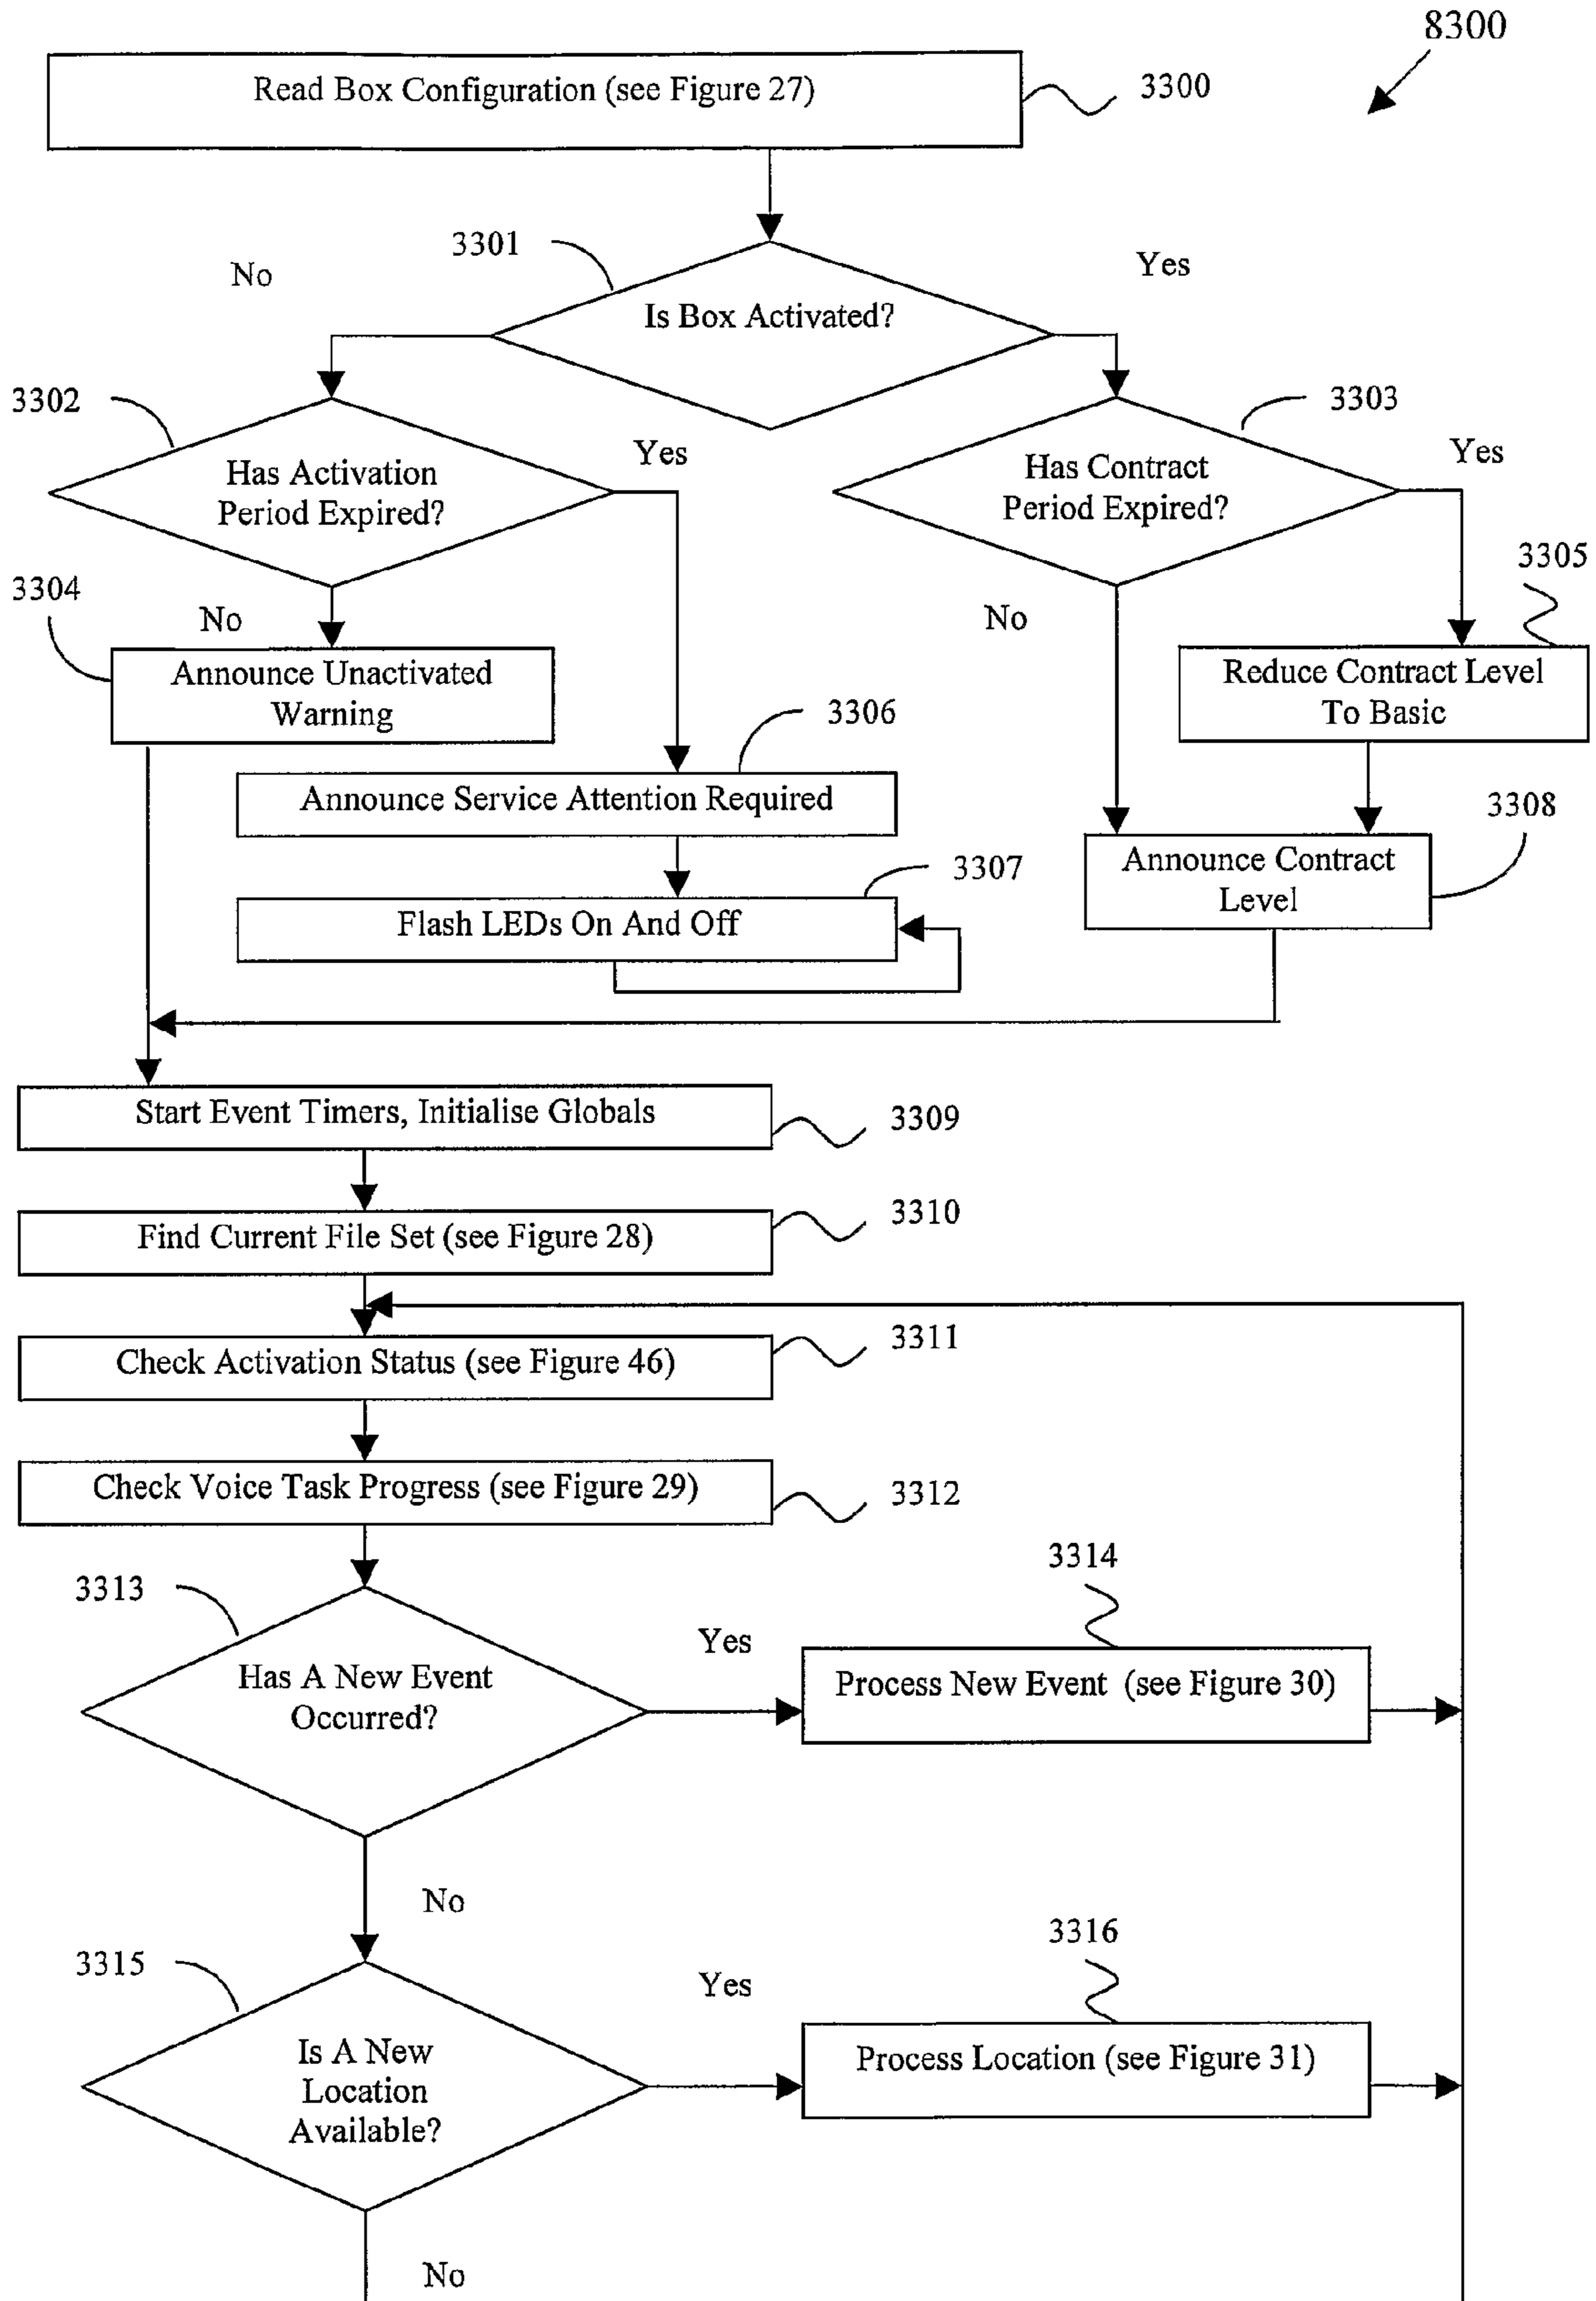 8300
Read Box Configuration (see Figure 27)
3300
3301
No
Yes
Is Box Activated?
3302
3303
Has Activation
Period Expired?
Yes
Has Contract
Period Expired?
Yes
3304
No
No
3305
Announce Unactivated
Warning
Reduce Contract Level
To Basic
3306
Announce Service Attention Required
3308
3307
Announce Contract
Level
Flash LEDs On And Off
Start Event Timers, Initialise Globals
3309
Find Current File Set (see Figure 28)
3310
Check Activation Status (see Figure 46)
3311
Check Voice Task Progress (see Figure 29)
3312
3313
3314
Has A New Event
Occurred?
Yes
Process New Event (see Figure 30)
No
3315
3316
Is A New
Location
Available?
Yes
Process Location (see Figure 31)
No